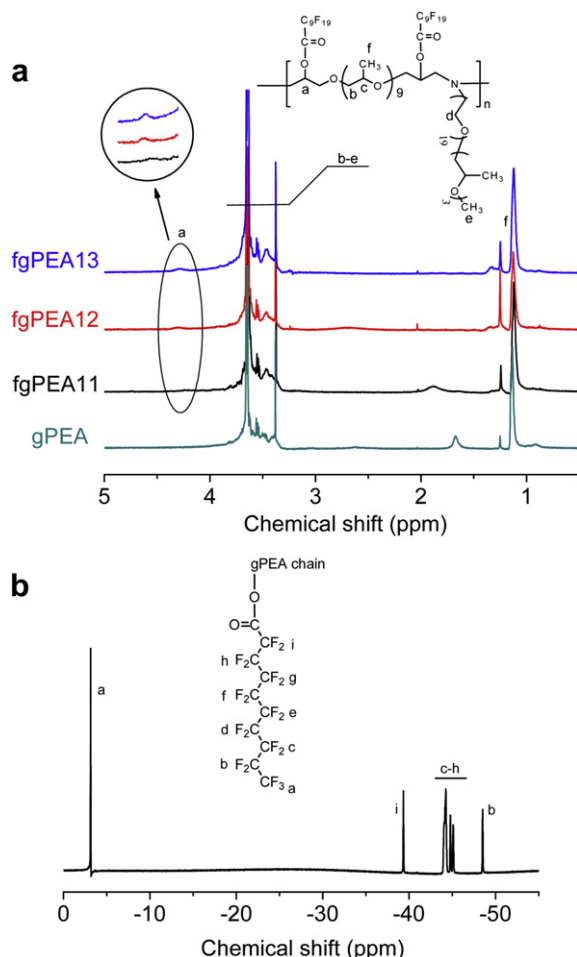 a
C₉F₁₉ C₉F₁₉
C=O C=O
O f O
CH₃
a O b c O 9 N n
d
O
19
CH₃
O
3 CH₃
e
b-e
a
f
fgPEA13
fgPEA12
fgPEA11
gPEA
5 4 3 2 1
Chemical shift (ppm)
b
gPEA chain
O
O=C
CF₂ i
h F₂C
CF₂ g
f F₂C
CF₂ e
d F₂C
CF₂ c
b F₂C
CF₃ a
a
c-h
i b
0 -10 -20 -30 -40 -50
Chemical shift (ppm)